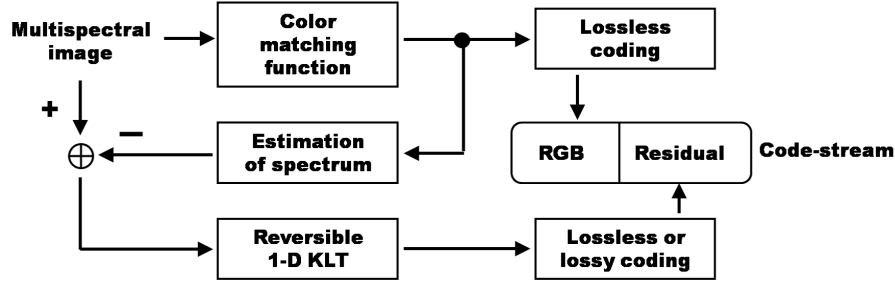 Multispectral
image
Color
matching
function
Lossless
coding
+
−
Estimation
of spectrum
RGB
Residual
Code-stream
Reversible
1-D KLT
Lossless or
lossy coding